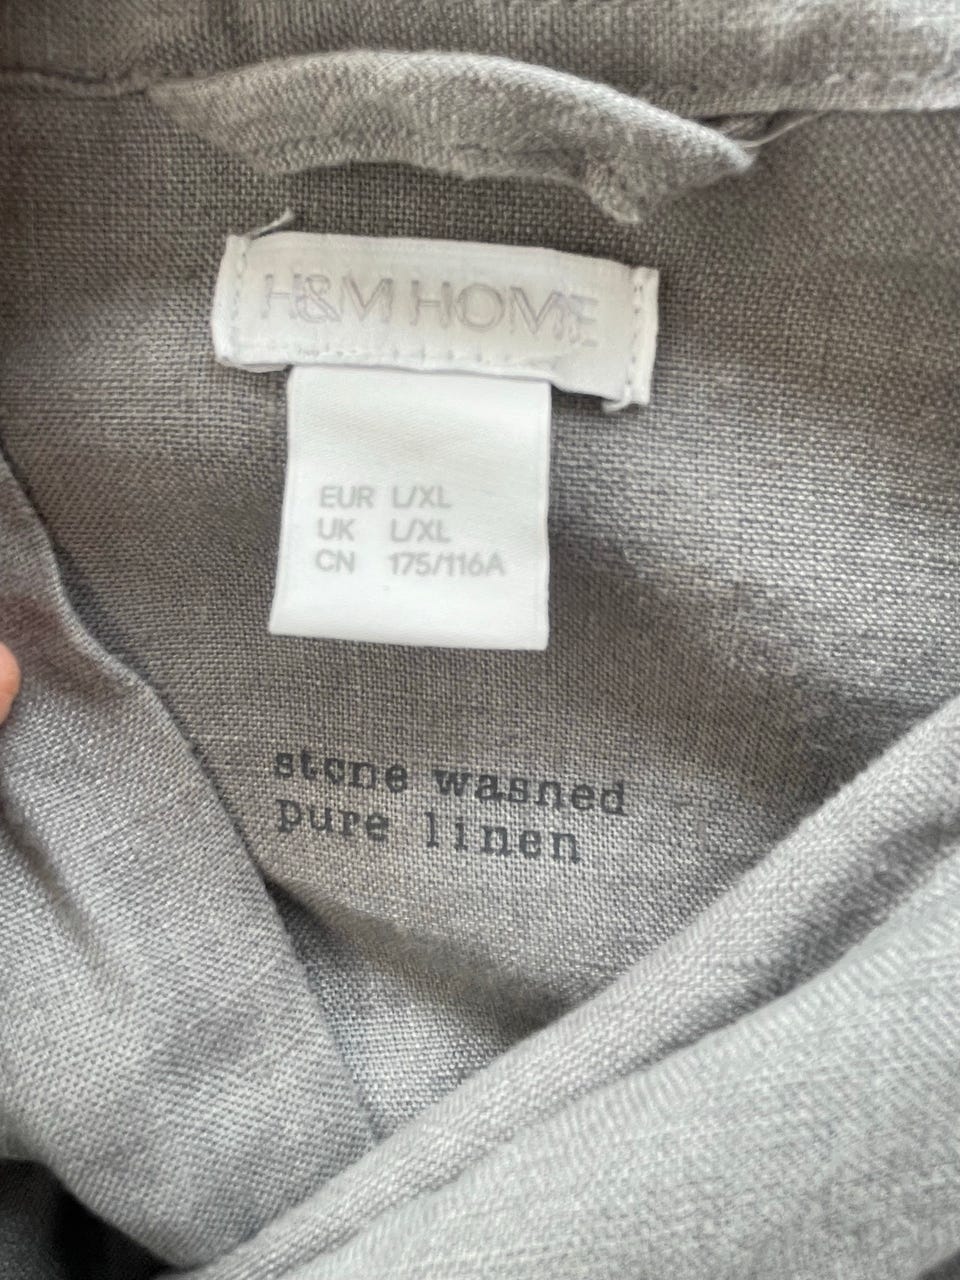 H&M HOME
EUR L/XL
UK L/XL
CN 175/116A
stone washed
pure linen